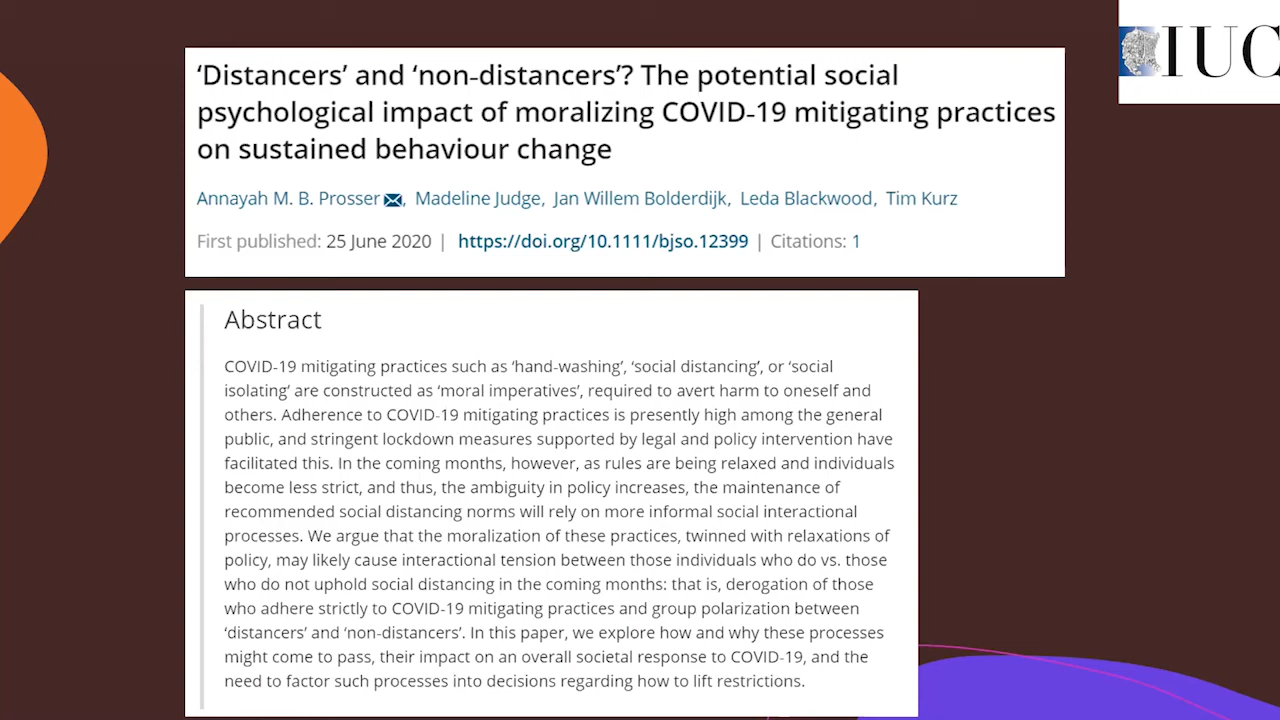 IUC
‘Distancers’ and ‘non-distancers’? The potential social
psychological impact of moralizing COVID-19 mitigating practices
on sustained behaviour change
Annayah M. B. Prosser, Madeline Judge, Jan Willem Bolderdijk, Leda Blackwood, Tim Kurz
First published: 25 June 2020 | https://doi.org/10.1111/bjso.12399 | Citations: 1
Abstract
COVID-19 mitigating practices such as ‘hand-washing’, ‘social distancing’, or ‘social
isolating’ are constructed as ‘moral imperatives’, required to avert harm to oneself and
others. Adherence to COVID-19 mitigating practices is presently high among the general
public, and stringent lockdown measures supported by legal and policy intervention have
facilitated this. In the coming months, however, as rules are being relaxed and individuals
become less strict, and thus, the ambiguity in policy increases, the maintenance of
recommended social distancing norms will rely on more informal social interactional
processes. We argue that the moralization of these practices, twinned with relaxations of
policy, may likely cause interactional tension between those individuals who do vs. those
who do not uphold social distancing in the coming months: that is, derogation of those
who adhere strictly to COVID-19 mitigating practices and group polarization between
‘distancers’ and ‘non-distancers’. In this paper, we explore how and why these processes
might come to pass, their impact on an overall societal response to COVID-19, and the
need to factor such processes into decisions regarding how to lift restrictions.